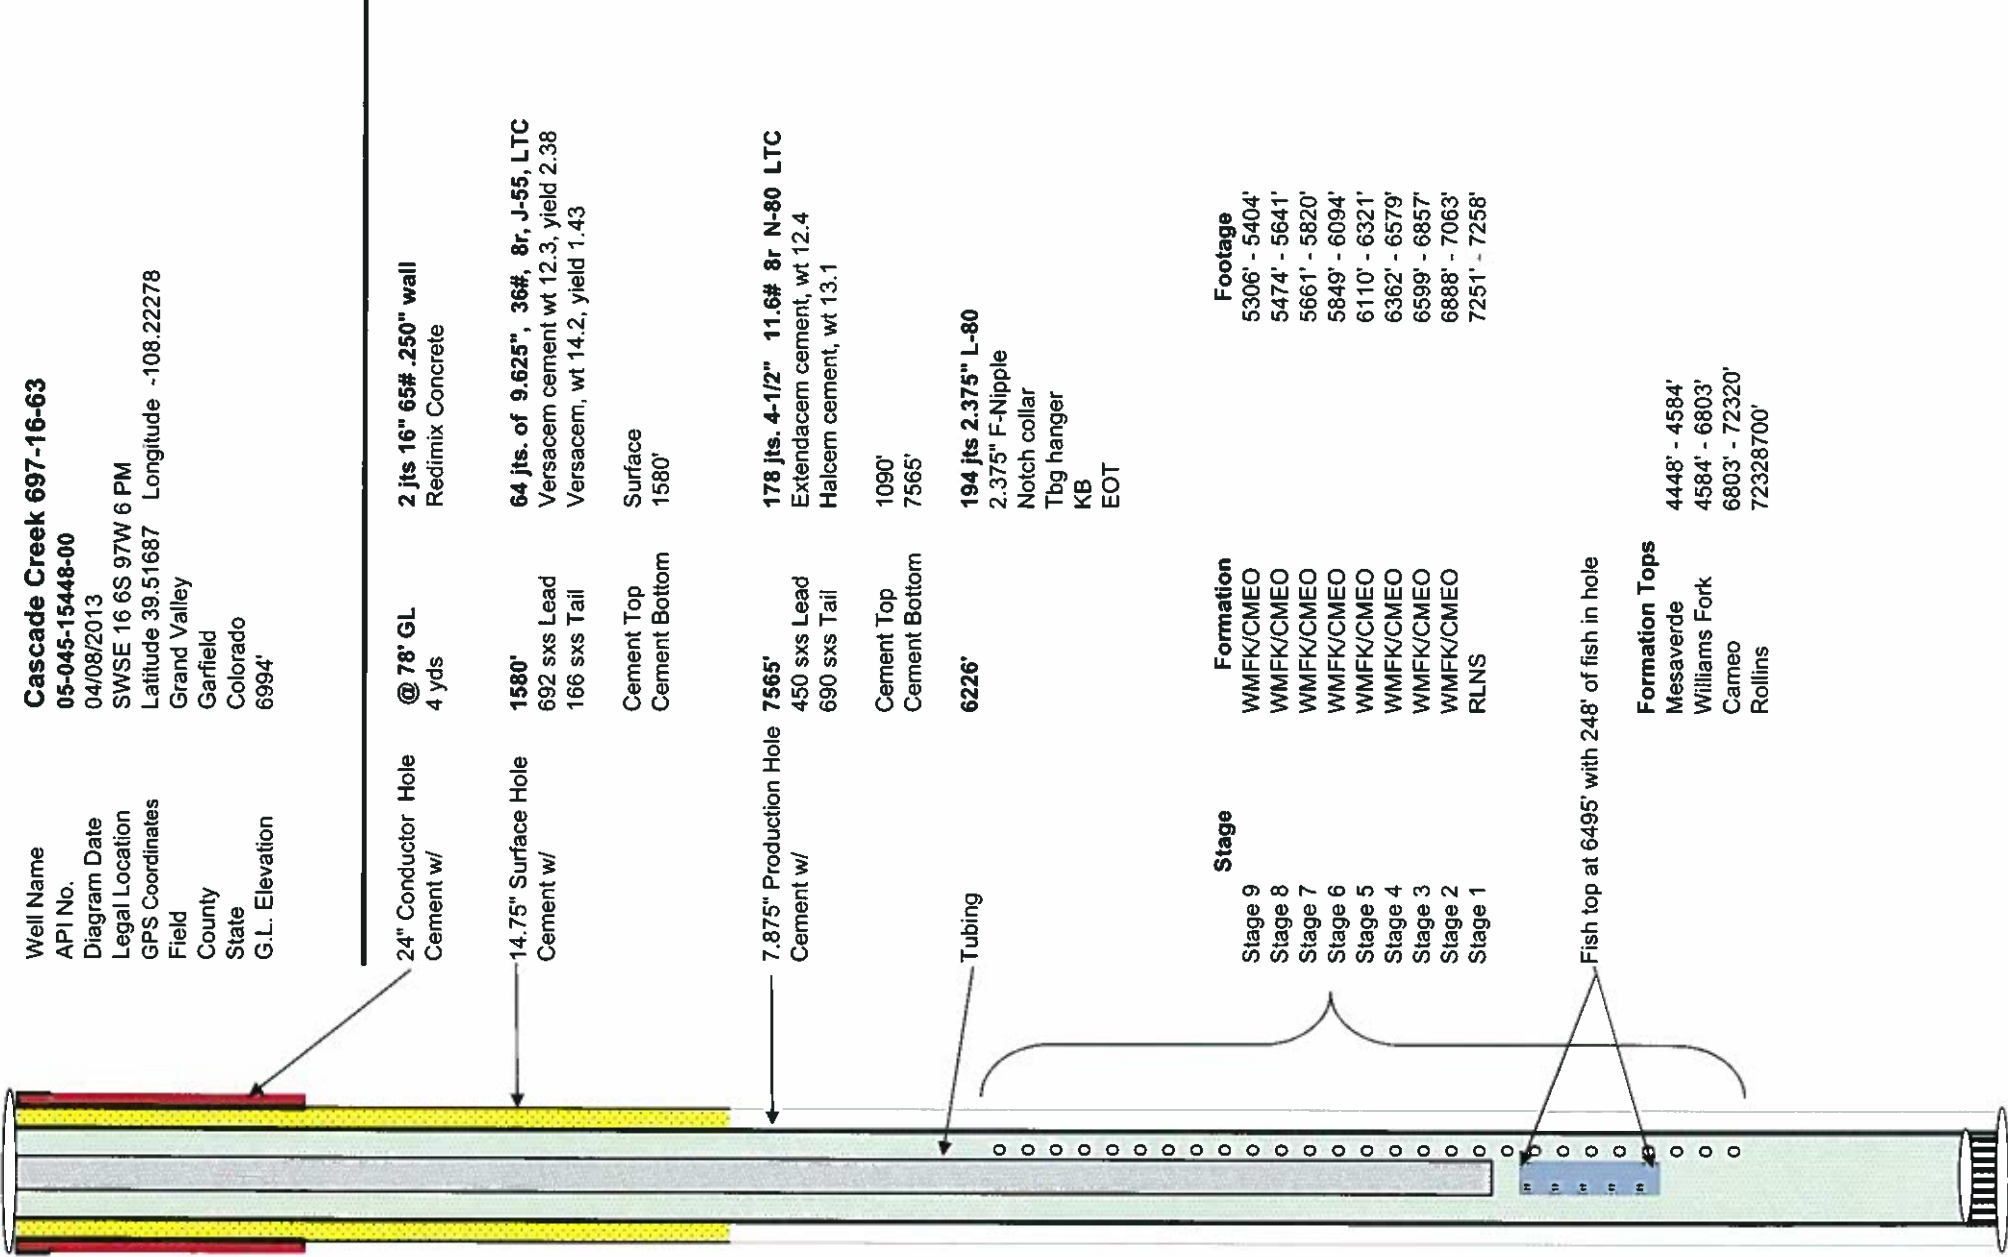 Well Name Cascade Creek 697-16-63
API No. 05-045-15448-00
Diagram Date 04/08/2013
Legal Location SWSE 16 6S 97W 6 PM
GPS Coordinates Latitude 39.51687 Longitude -108.22278
Field Grand Valley
County Garfield
State Colorado
G.L. Elevation 6994'
24" Conductor Hole @ 78' GL 2 jts 16" 65# .250" wall
Cement w/ 4 yds Redimix Concrete
14.75" Surface Hole 1580' 64 jts. of 9.625", 36#, 8r, J-55, LTC
Cement w/ 692 sxs Lead Versacem cement wt 12.3, yield 2.38
166 sxs Tail Versacem, wt 14.2, yield 1.43
Cement Top Surface
Cement Bottom 1580'
7.875" Production Hole 7565' 178 jts. 4-1/2" 11.6# 8r N-80 LTC
Cement w/ 450 sxs Lead Extendacem cement, wt 12.4
690 sxs Tail Halcem cement, wt 13.1
Cement Top 1090'
Cement Bottom 7565'
Tubing 6226' 194 jts 2.375" L-80
2.375" F-Nipple
Notch collar
Tbg hanger
KB
EOT
Stage Formation Footage
Stage 9 WMFK/CMEO 5306' - 5404'
Stage 8 WMFK/CMEO 5474' - 5641'
Stage 7 WMFK/CMEO 5661' - 5820'
Stage 6 WMFK/CMEO 5849' - 6094'
Stage 5 WMFK/CMEO 6110' - 6321'
Stage 4 WMFK/CMEO 6362' - 6579'
Stage 3 WMFK/CMEO 6599' - 6857'
Stage 2 WMFK/CMEO 6888' - 7063'
Stage 1 RLNS 7251' - 7258'
Fish top at 6495' with 248' of fish in hole
Formation Tops
Mesaverde 4448' - 4584'
Williams Fork 4584' - 6803'
Cameo 6803' - 72320'
Rollins 72328700'